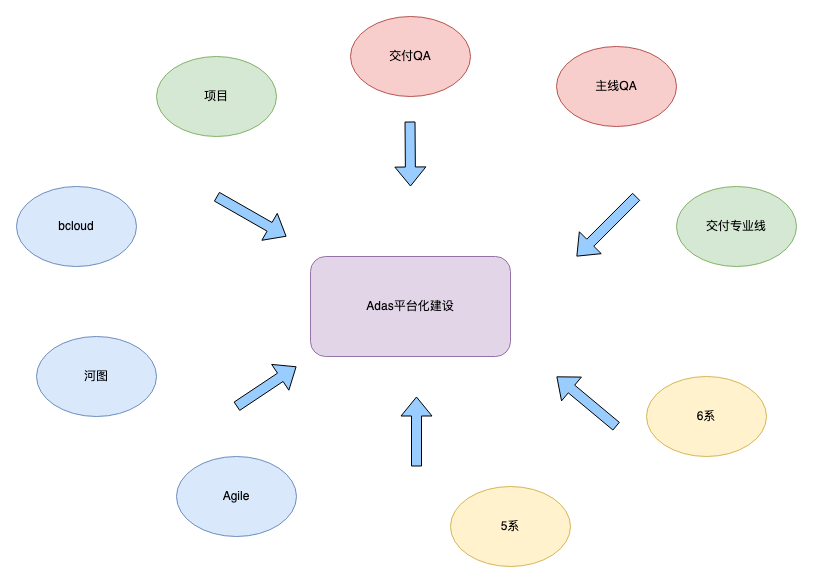 交付QA
主线QA
项目
bcloud
交付专业线
Adas平台化建设
河图
6系
Agile
5系